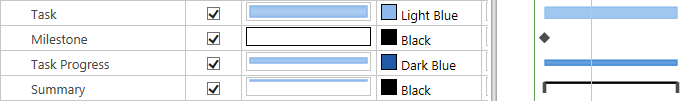 Task Light Blue
Milestone Black
Task Progress Dark Blue
Summary Black